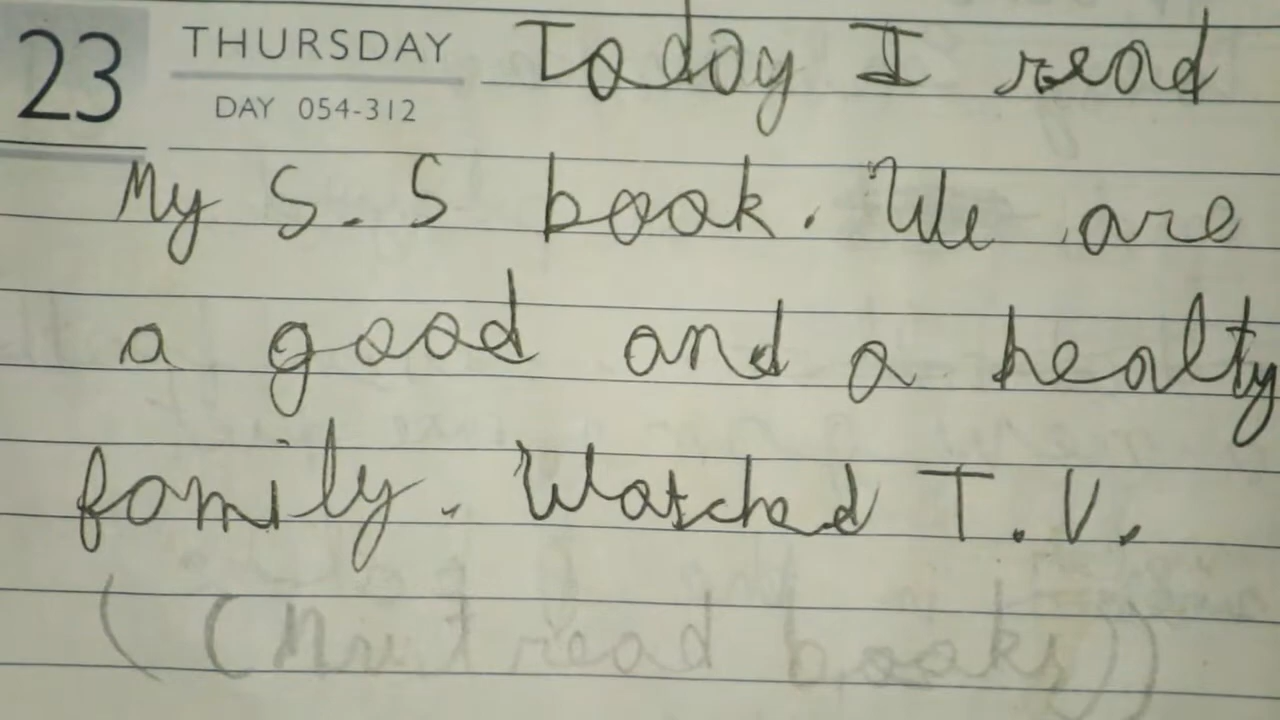 23 THURSDAY Today I read
DAY 054-312
My S. S book. We are
a good and a healty
family. Watched T.V.
((Nut read books))